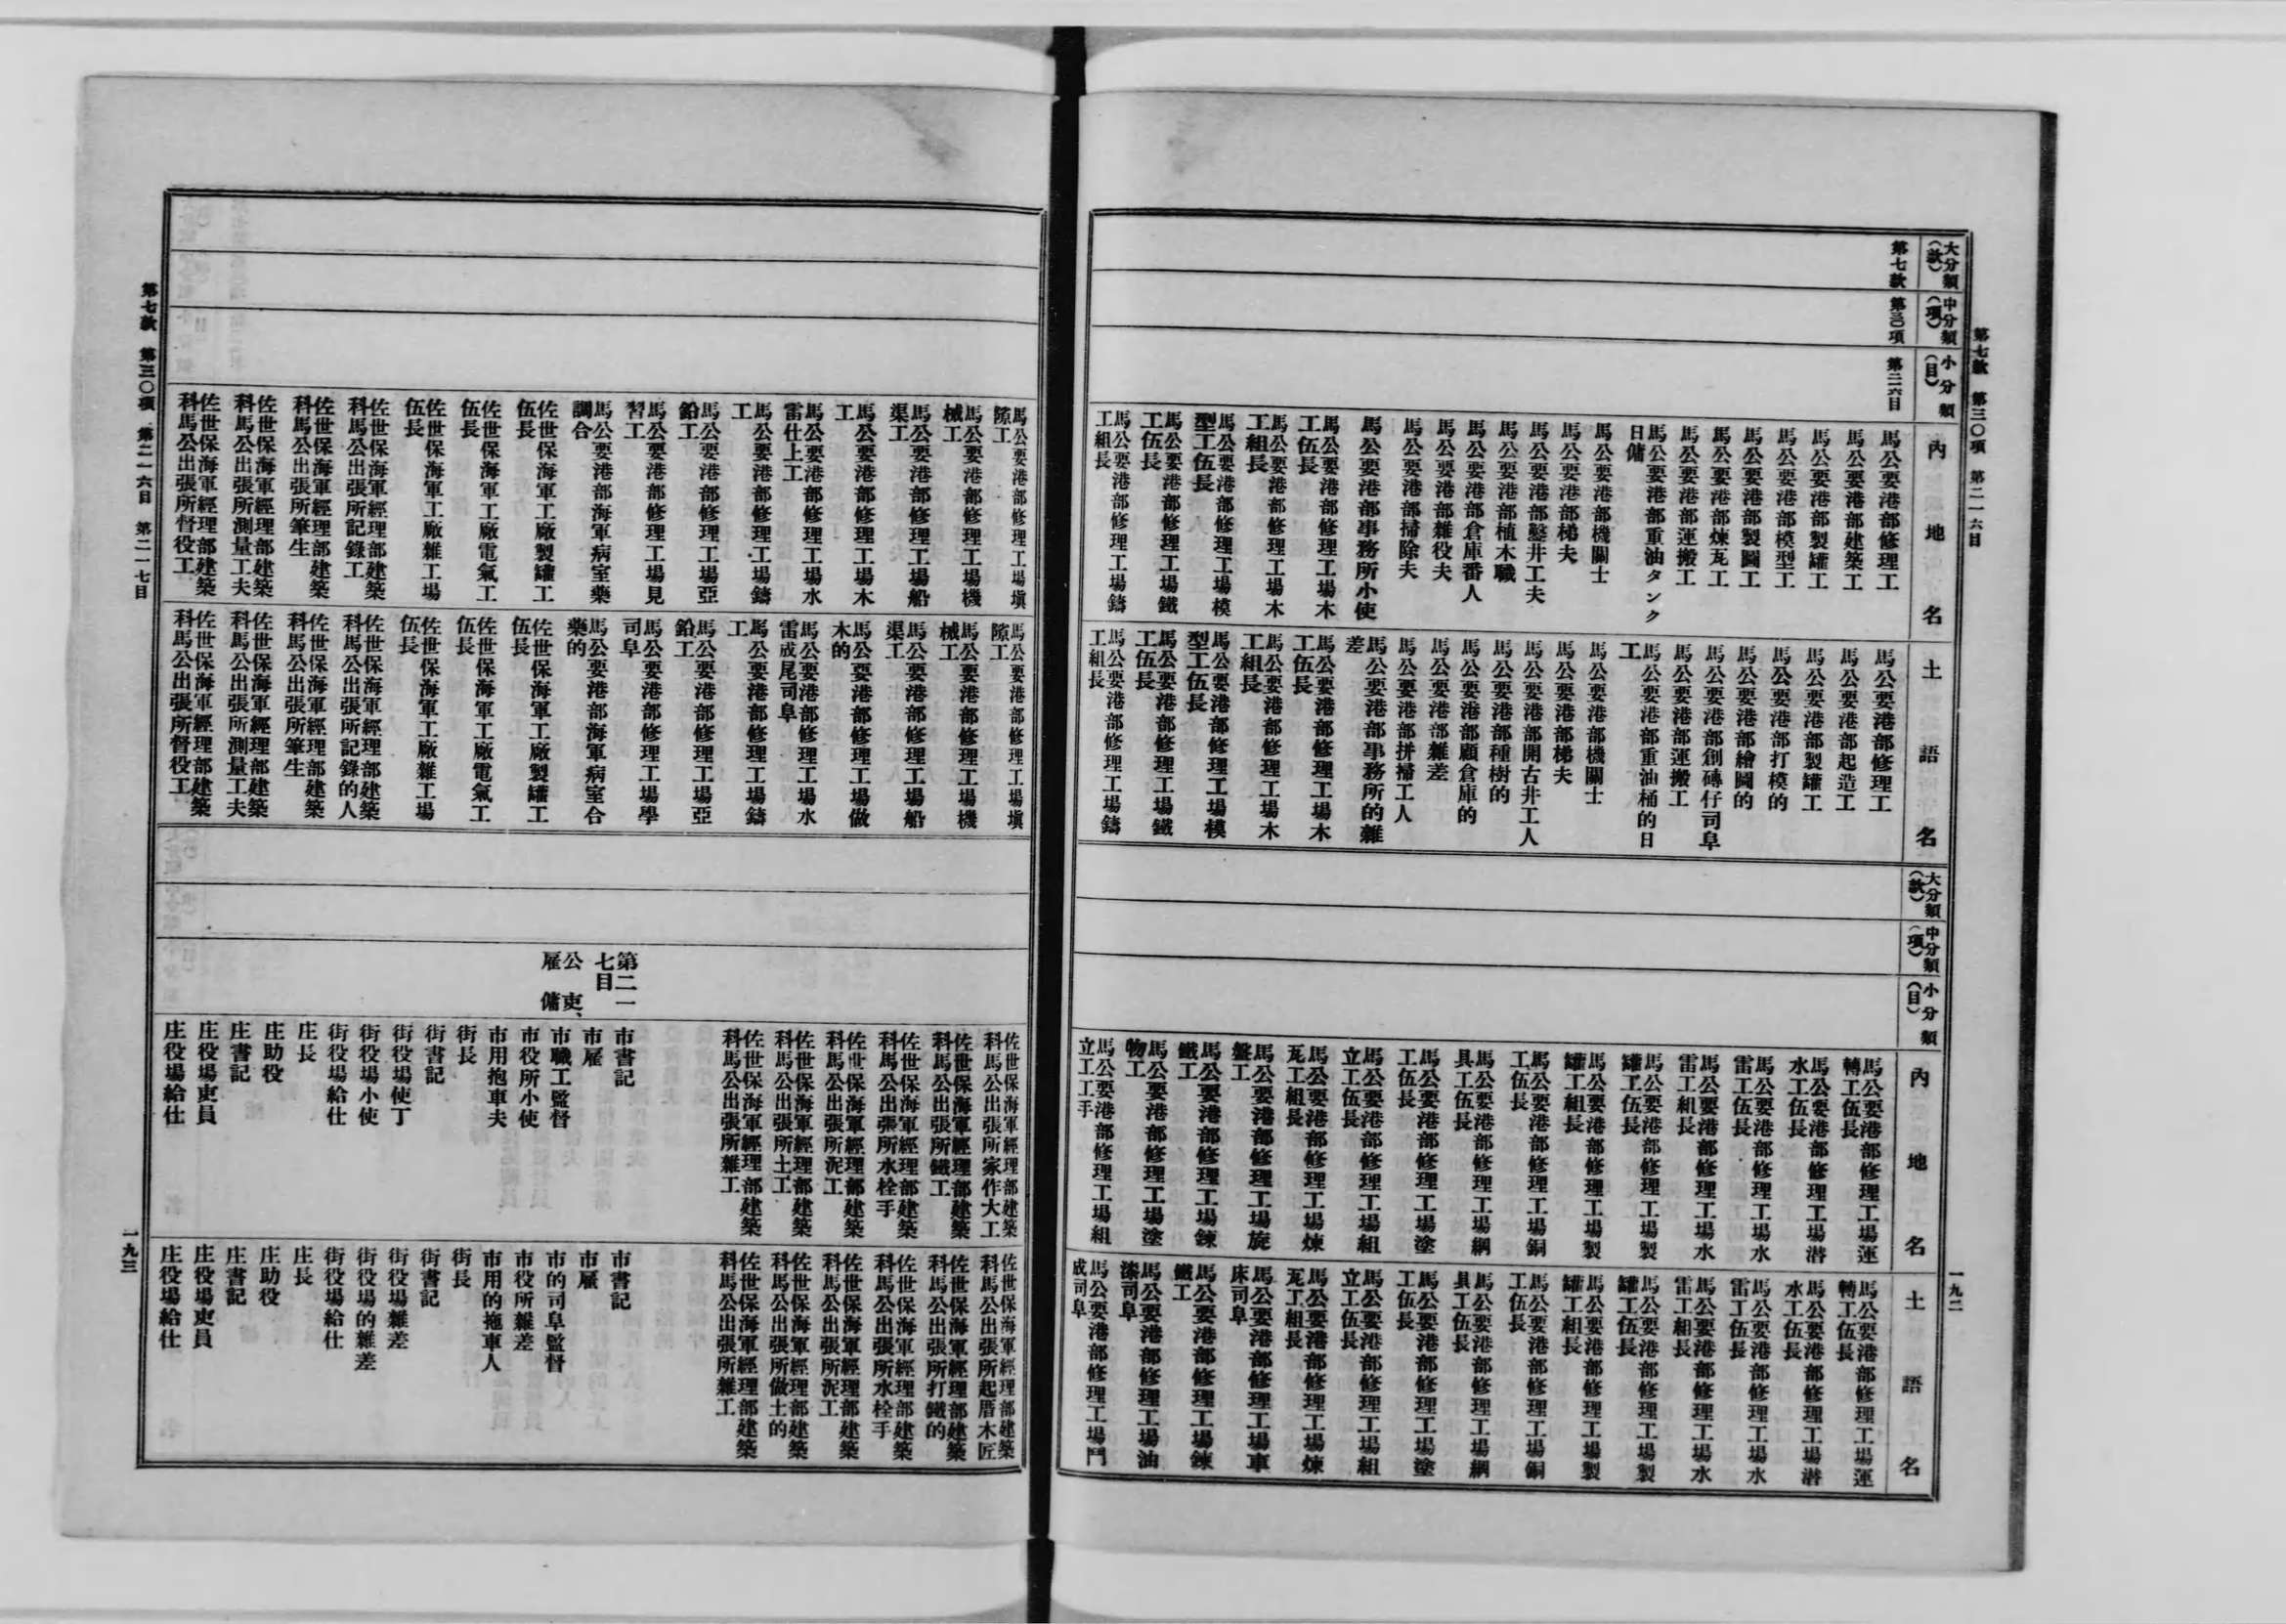 第七款 第三〇項 第二一六目
大分類(款)
中分類(項)
小分類(目)
內地名
土語名
第七款
第三〇項
第二一六目
馬公要港部修理工
馬公要港部建築工
馬公要港部製罐工
馬公要港部模型工
馬公要港部製圖工
馬公要港部煉瓦工
馬公要港部運搬工
馬公要港部重油タンク
日傭
馬公要港部機關士
馬公要港部梯夫
馬公要港部鑿井工夫
馬公要港部植木職
馬公要港部倉庫番人
馬公要港部雜役夫
馬公要港部掃除夫
馬公要港部事務所小使
馬公要港部修理工場木
工伍長
馬公要港部修理工場木
工組長
馬公要港部修理工場模
型工伍長
馬公要港部修理工場鐵
工伍長
馬公要港部修理工場鑄
工組長
馬公要港部修理工
馬公要港部起造工
馬公要港部製罐工
馬公要港部打模的
馬公要港部繪圖的
馬公要港部創磚仔司阜
馬公要港部運搬工
馬公要港部重油桶的日
工
馬公要港部機關士
馬公要港部梯夫
馬公要港部開古井工人
馬公要港部種樹的
馬公要港部顧倉庫的
馬公要港部雜差
馬公要港部拼掃工人
馬公要港部事務所的雜
差
馬公要港部修理工場木
工伍長
馬公要港部修理工場木
工組長
馬公要港部修理工場模
型工伍長
馬公要港部修理工場鐵
工伍長
馬公要港部修理工場鑄
工組長
大分類(款)
中分類(項)
小分類(目)
內地名
土語名
馬公要港部修理工場運
轉工伍長
馬公要港部修理工場潛
水工伍長
馬公要港部修理工場水
雷工伍長
馬公要港部修理工場水
雷工組長
馬公要港部修理工場製
罐工伍長
馬公要港部修理工場製
罐工組長
馬公要港部修理工場銅
工伍長
馬公要港部修理工場綱
具工伍長
馬公要港部修理工場塗
工伍長
馬公要港部修理工場組
立工伍長
馬公要港部修理工場煉
瓦工組長
馬公要港部修理工場旋
盤工
馬公要港部修理工場鍊
鐵工
馬公要港部修理工場塗
物工
馬公要港部修理工場組
立工工手
馬公要港部修理工場運
轉工伍長
馬公要港部修理工場潛
水工伍長
馬公要港部修理工場水
雷工伍長
馬公要港部修理工場水
雷工組長
馬公要港部修理工場製
罐工伍長
馬公要港部修理工場製
罐工組長
馬公要港部修理工場銅
工伍長
馬公要港部修理工場綱
具工伍長
馬公要港部修理工場塗
工伍長
馬公要港部修理工場組
立工伍長
馬公要港部修理工場煉
瓦工組長
馬公要港部修理工場車
床司阜
馬公要港部修理工場鍊
鐵工
馬公要港部修理工場油
漆司阜
馬公要港部修理工場鬥
成司阜
一九二
馬公要港部修理工場塡
隙工
馬公要港部修理工場機
械工
馬公要港部修理工場船
渠工
馬公要港部修理工場木
工
馬公要港部修理工場水
雷仕上工
馬公要港部修理工場鑄
工
馬公要港部修理工場亞
鉛工
馬公要港部修理工場見
習工
馬公要港部海軍病室藥
調合
佐世保海軍工廠製罐工
伍長
佐世保海軍工廠電氣工
伍長
佐世保海軍工廠雜工場
伍長
佐世保海軍經理部建築
科馬公出張所記錄工
佐世保海軍經理部建築
科馬公出張所筆生
佐世保海軍經理部建築
科馬公出張所測量工夫
佐世保海軍經理部建築
科馬公出張所督役工
馬公要港部修理工場塡
隙工
馬公要港部修理工場機
械工
馬公要港部修理工場船
渠工
馬公要港部修理工場做
木的
馬公要港部修理工場水
雷成尾司阜
馬公要港部修理工場鑄
工
馬公要港部修理工場亞
鉛工
馬公要港部修理工場學
司阜
馬公要港部海軍病室合
藥的
佐世保海軍工廠製罐工
伍長
佐世保海軍工廠電氣工
伍長
佐世保海軍工廠雜工場
伍長
佐世保海軍經理部建築
科馬公出張所記錄的人
佐世保海軍經理部建築
科馬公出張所筆生
佐世保海軍經理部建築
科馬公出張所測量工夫
佐世保海軍經理部建築
科馬公出張所督役工
第二一
七目
公吏、
雇傭
佐世保海軍經理部建築
科馬公出張所家作大工
佐世保海軍經理部建築
科馬公出張所鐵工
佐世保海軍經理部建築
科馬公出張所水栓手
佐世保海軍經理部建築
科馬公出張所泥工
佐世保海軍經理部建築
科馬公出張所土工
佐世保海軍經理部建築
科馬公出張所雜工
市書記
市雇
市職工監督
市役所小使
市用抱車夫
街長
街書記
街役場使丁
街役場小使
街役場給仕
庄長
庄助役
庄書記
庄役場吏員
庄役場給仕
佐世保海軍經理部建築
科馬公出張所起厝木匠
佐世保海軍經理部建築
科馬公出張所打鐵的
佐世保海軍經理部建築
科馬公出張所水栓手
佐世保海軍經理部建築
科馬公出張所泥工
佐世保海軍經理部建築
科馬公出張所做土的
佐世保海軍經理部建築
科馬公出張所雜工
市書記
市雇
市的司阜監督
市役所雜差
市用的拖車人
街長
街書記
街役場雜差
街役場的雜差
街役場給仕
庄長
庄助役
庄書記
庄役場吏員
庄役場給仕
第七款 第三〇項 第二一六目 第二一七目
一九三